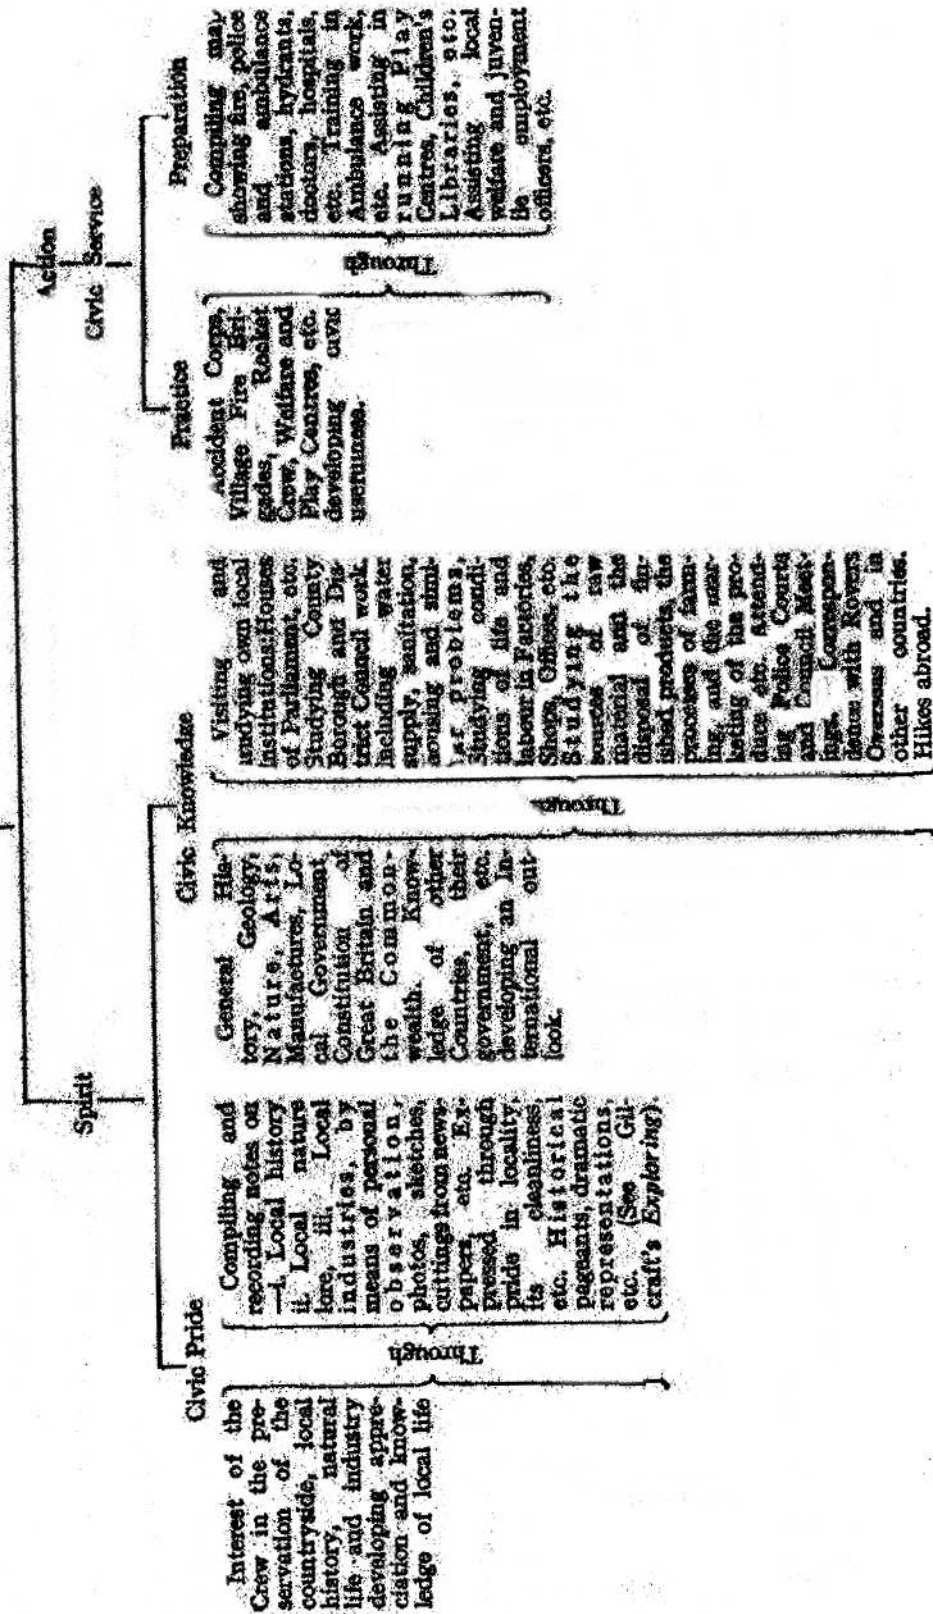 Spirit
Action
Civic Service
Civic Pride
Civic Knowledge
Practice
Preparation
Interest of the
Crew in the pre-
servation of the
countryside, local
history, natural
life and industry
developing appre-
ciation and know-
ledge of local life
Through
Compiling and
recording notes on
—i. Local history
ii. Local nature
lore, iii. Local
industries, by
means of personal
observation,
photos, sketches,
cuttings from news-
papers, etc. Ex-
pressed through
pride in locality,
its cleanliness,
etc. Historical
pageants, dramatic
representations,
etc. (See Gil-
craft's Exploring).
General His-
tory, Geology,
Nature, Arts,
Manufactures, Lo-
cal Government,
Constitution of
Great Britain and
the Common-
wealth. Know-
ledge of other
Countries, their
government, etc.
developing an in-
ternational out-
look.
Through
Visiting and
studying own local
institutions Houses
of Parliament, etc.
Studying County
Borough and Dis-
trict Council work,
including water
supply, sanitation,
housing and simi-
lar problems,
Studying condi-
tions of life and
labour in Factories,
Shops, Offices, etc.
Studying the
sources of raw
material and the
disposal of fin-
ished products, the
processes of farm-
ing and the mar-
keting of the pro-
duce etc. Attend-
ing Police Courts
and Council Meet-
ings. Correspon-
dence with Rovers
Overseas and in
other countries.
Hikes abroad.
Accident Corps,
Village Fire Bri-
gades, Rocket
Crew, Welfare and
Play Centres, etc.
developing civic
usefulness.
Through
Compiling map
showing fire, police
and ambulance
stations, hydrants,
doctors, hospitals,
etc. Training in
Ambulance work,
etc. Assisting in
running Play
Centres, Children's
Libraries, etc.
Assisting local
welfare and juven-
ile employment
officers, etc.